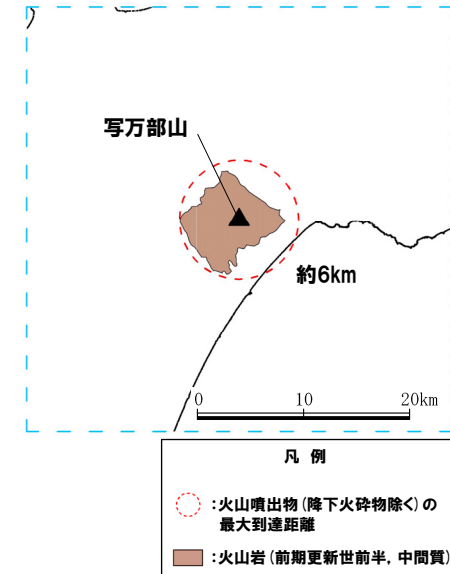 写万部山
約6km
0 10 20km
凡 例
:火山噴出物(降下火砕物除く)の
最大到達距離
:火山岩(前期更新世前半, 中間質)